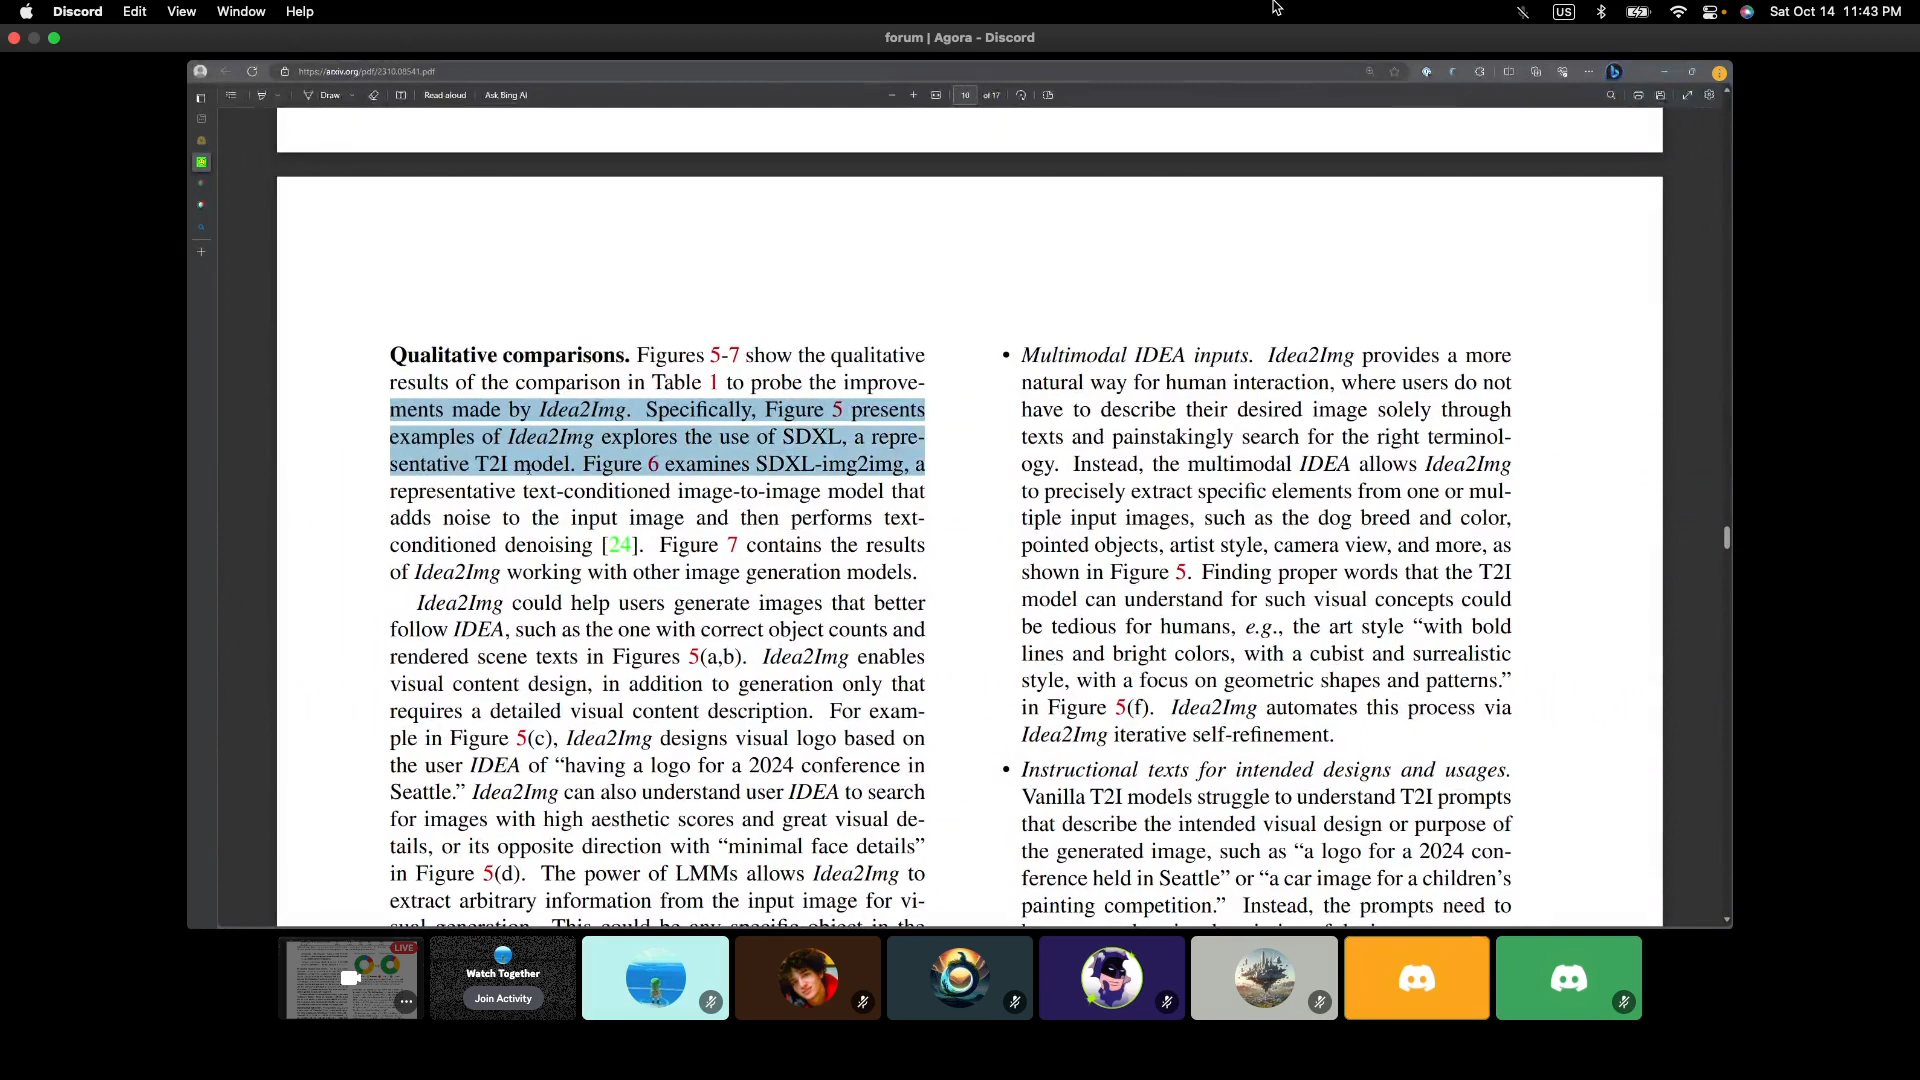 Discord Edit View Window Help
US Sat Oct 14 11:43 PM
forum | Agora - Discord
https://arxiv.org/pdf/2310.08541.pdf
Draw Read aloud Ask Bing AI 10 of 17
Qualitative comparisons. Figures 5-7 show the qualitative
results of the comparison in Table 1 to probe the improve-
ments made by Idea2Img. Specifically, Figure 5 presents
examples of Idea2Img explores the use of SDXL, a repre-
sentative T2I model. Figure 6 examines SDXL-img2img, a
representative text-conditioned image-to-image model that
adds noise to the input image and then performs text-
conditioned denoising [24]. Figure 7 contains the results
of Idea2Img working with other image generation models.
Idea2Img could help users generate images that better
follow IDEA, such as the one with correct object counts and
rendered scene texts in Figures 5(a,b). Idea2Img enables
visual content design, in addition to generation only that
requires a detailed visual content description. For exam-
ple in Figure 5(c), Idea2Img designs visual logo based on
the user IDEA of “having a logo for a 2024 conference in
Seattle.” Idea2Img can also understand user IDEA to search
for images with high aesthetic scores and great visual de-
tails, or its opposite direction with “minimal face details”
in Figure 5(d). The power of LMMs allows Idea2Img to
extract arbitrary information from the input image for vi-
sual generation. This could be any specific object in the
• Multimodal IDEA inputs. Idea2Img provides a more
natural way for human interaction, where users do not
have to describe their desired image solely through
texts and painstakingly search for the right terminol-
ogy. Instead, the multimodal IDEA allows Idea2Img
to precisely extract specific elements from one or mul-
tiple input images, such as the dog breed and color,
pointed objects, artist style, camera view, and more, as
shown in Figure 5. Finding proper words that the T2I
model can understand for such visual concepts could
be tedious for humans, e.g., the art style “with bold
lines and bright colors, with a cubist and surrealistic
style, with a focus on geometric shapes and patterns.”
in Figure 5(f). Idea2Img automates this process via
Idea2Img iterative self-refinement.
• Instructional texts for intended designs and usages.
Vanilla T2I models struggle to understand T2I prompts
that describe the intended visual design or purpose of
the generated image, such as “a logo for a 2024 con-
ference held in Seattle” or “a car image for a children’s
painting competition.” Instead, the prompts need to
LIVE
Watch Together
Join Activity